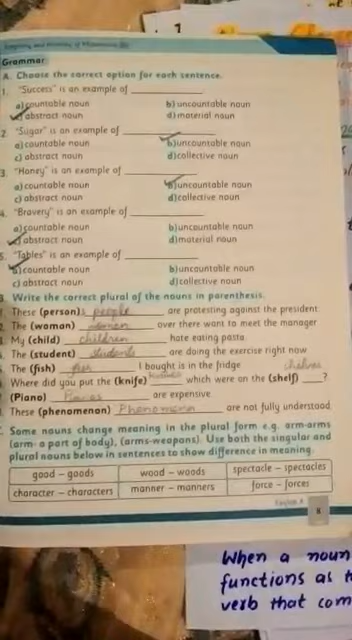 1
Grammar
A. Choose the correct option for each sentence.
1. "Success" is an example of
a) countable noun b) uncountable noun
abstract noun d) material noun
2. "Sugar" is an example of
a) countable noun b) uncountable noun
c) abstract noun d) collective noun
3. "Honey" is an example of
a) countable noun b) uncountable noun
c) abstract noun d) collective noun
4. "Bravery" is an example of
a) countable noun b) uncountable noun
abstract noun d) material noun
5. "Tables" is an example of
a) countable noun b) uncountable noun
c) abstract noun d) collective noun
B. Write the correct plural of the nouns in parenthesis.
These (person)s people are protesting against the president
The (woman) women over there want to meet the manager
My (child) children hate eating pasta
The (student) students are doing the exercise right now
The (fish) I bought is in the fridge
Where did you put the (knife) which were on the (shelf) ?
(Piano) Pianos are expensive
These (phenomenon) Phenomena are not fully understood
Some nouns change meaning in the plural form e.g. arm-arms
(arm- a part of body), (arms-weapons). Use both the singular and
plural nouns below in sentences to show difference in meaning.
good - goods wood - woods spectacle - spectacles
character - characters manner - manners force - forces
English 8
When a noun
functions as
verb that com